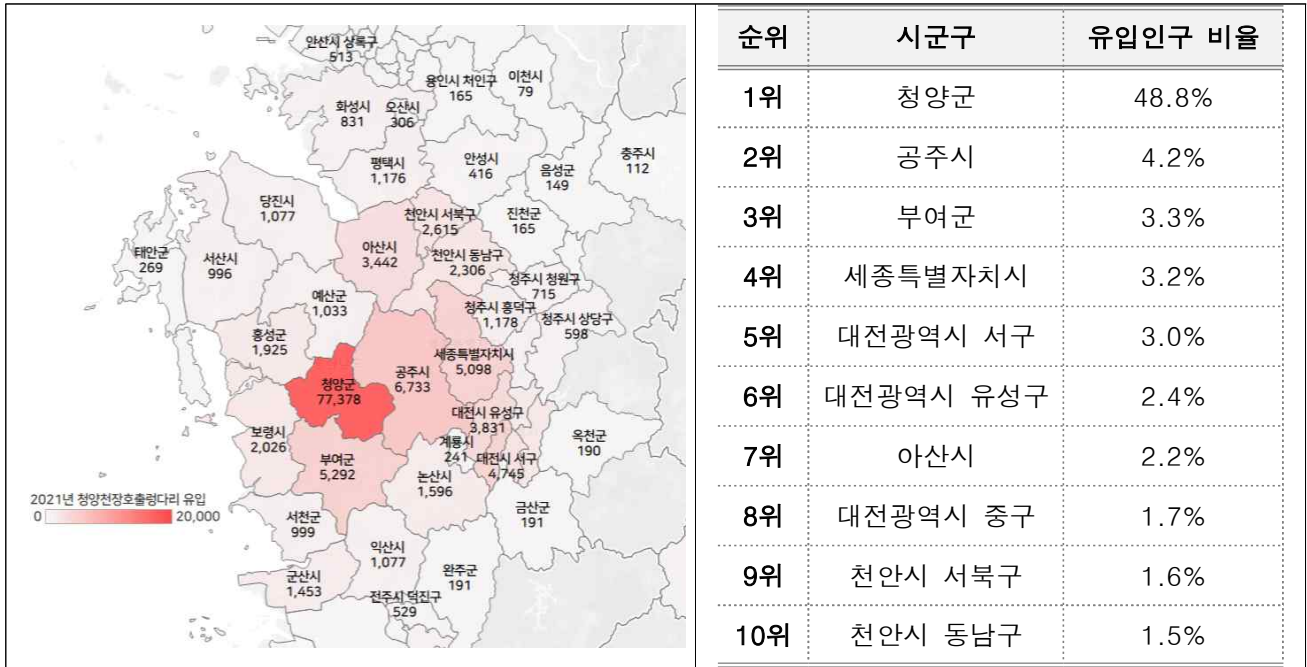 안산시 상록구
513
용인시 처인구
165
이천시
79
화성시
831
오산시
306
평택시
1,176
안성시
416
음성군
149
충주시
112
당진시
1,077
천안시 서북구
2,615
진천군
165
아산시
3,442
태안군
269
서산시
996
천안시 동남구
2,306
청주시 청원구
715
예산군
1,033
청주시 흥덕구
1,178
청주시 상당구
598
홍성군
1,925
세종특별자치시
5,098
청양군
77,378
공주시
6,733
대전시 유성구
3,831
보령시
2,026
계룡시
241
옥천군
190
부여군
5,292
대전시 서구
4,745
논산시
1,596
2021년 청양천장호출렁다리 유입
0 20,000
서천군
999
금산군
191
익산시
1,077
완주군
191
군산시
1,453
전주시 덕진구
529
순위 시군구 유입인구 비율
1위 청양군 48.8%
2위 공주시 4.2%
3위 부여군 3.3%
4위 세종특별자치시 3.2%
5위 대전광역시 서구 3.0%
6위 대전광역시 유성구 2.4%
7위 아산시 2.2%
8위 대전광역시 중구 1.7%
9위 천안시 서북구 1.6%
10위 천안시 동남구 1.5%